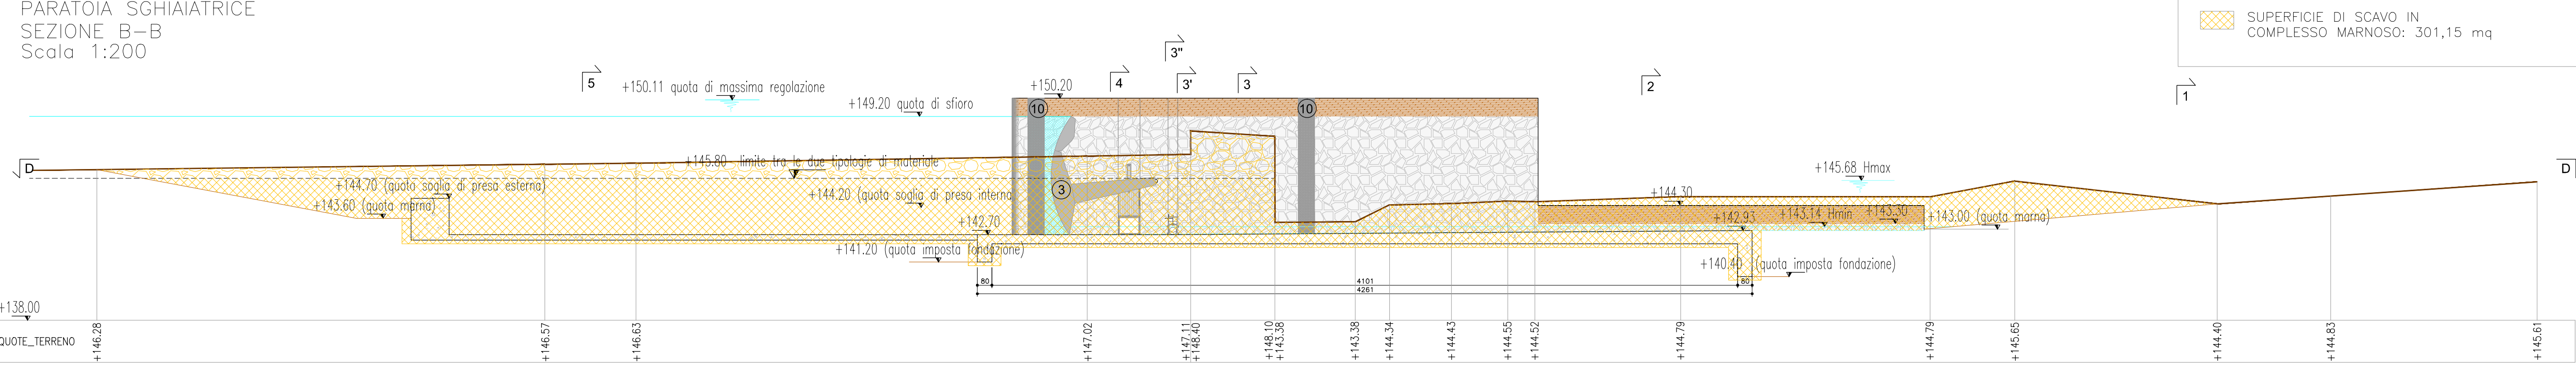 PARATOIA SGHIAIATRICE
SEZIONE B-B
Scala 1:200
SUPERFICIE DI SCAVO IN
COMPLESSO MARNOSO: 301,15 mq
5
4
3"
3'
3
2
1
+150.11 quota di massima regolazione
+149.20 quota di sfioro
+150.20
10
10
D
D
+145.80 limite tra le due tipologie di materiale
+144.70 (quota soglia di presa esterna)
+143.60 (quota marna)
+144.20 (quota soglia di presa interna
3
+142.70
+141.20 (quota imposta fondazione)
+145.68 Hmax
+144.30
+142.93
+143.14 Hmin
+143.30
+143.00 (quota marna)
+140.40 (quota imposta fondazione)
80
4101
80
4261
+138.00
QUOTE_TERRENO
+146.28
+146.57
+146.63
+147.02
+147.11
+148.40
+148.10
+143.38
+143.38
+144.34
+144.43
+144.55
+144.52
+144.79
+144.79
+145.65
+144.40
+144.83
+145.61